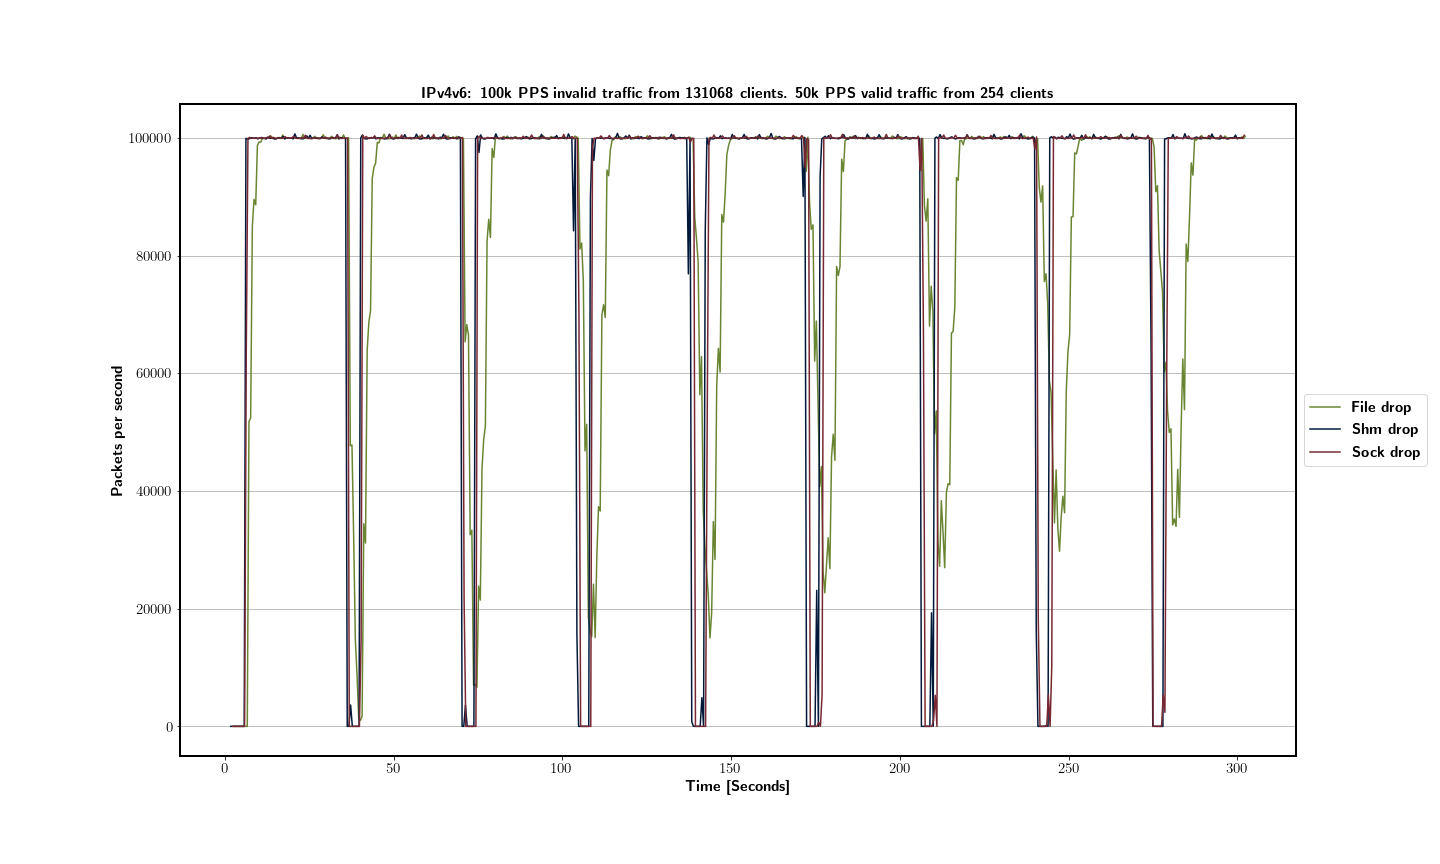 IPv4v6: 100k PPS invalid traffic from 131068 clients. 50k PPS valid traffic from 254 clients
100000
80000
60000
40000
20000
0
Packets per second
0 50 100 150 200 250 300
Time [Seconds]
File drop
Shm drop
Sock drop